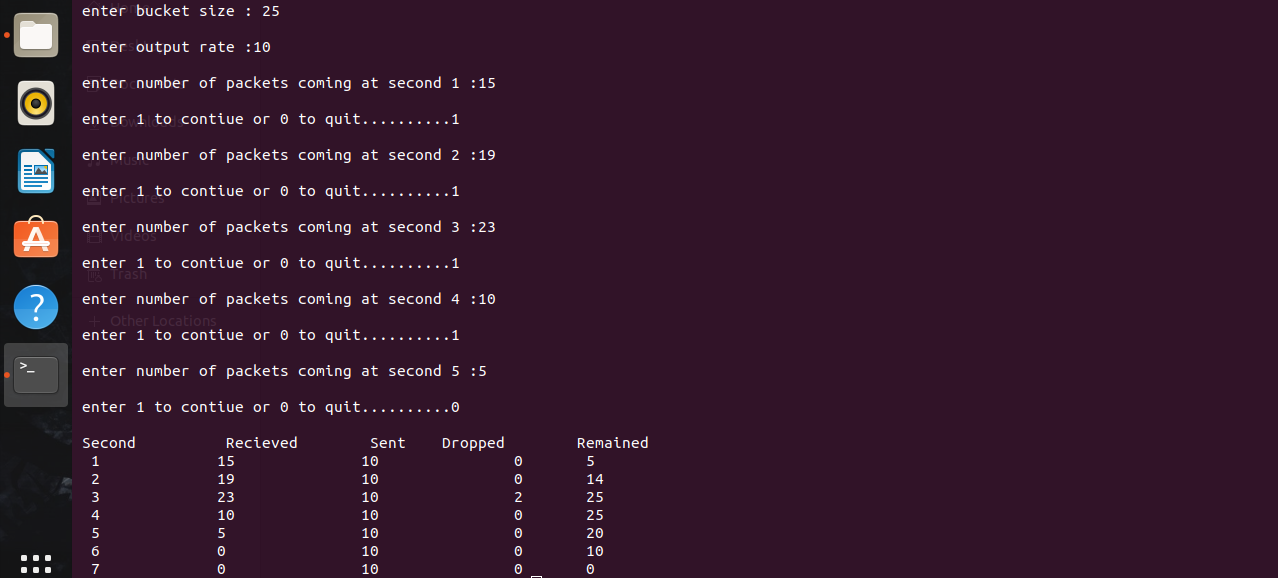 enter bucket size : 25
enter output rate :10
enter number of packets coming at second 1 :15
enter 1 to contiue or 0 to quit..........1
enter number of packets coming at second 2 :19
enter 1 to contiue or 0 to quit..........1
Pictures
enter number of packets coming at second 3 :23
Videos
enter 1 to contiue or 0 to quit..........1
Trash
enter number of packets coming at second 4 :10
Other Locations
enter 1 to contiue or 0 to quit..........1
enter number of packets coming at second 5 :5
enter 1 to contiue or 0 to quit..........0
Second Recieved Sent Dropped Remained
1 15 10 0 5
2 19 10 0 14
3 23 10 2 25
4 10 10 0 25
5 5 10 0 20
6 0 10 0 10
7 0 10 0 0